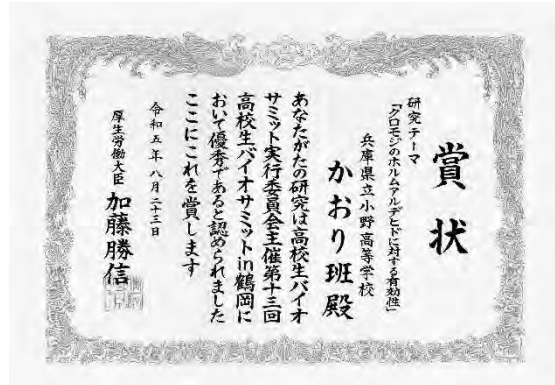 賞状
研究テーマ
「クロモジのホルムアルデヒドに対する有効性」
兵庫県立小野高等学校
かおり班殿
あなたがたの研究は高校生バイオ
サミット実行委員会主催第十三回
高校生バイオサミットin鶴岡に
おいて優秀であると認められました
ここにこれを賞します
令和五年八月二十三日
厚生労働大臣 加藤勝信